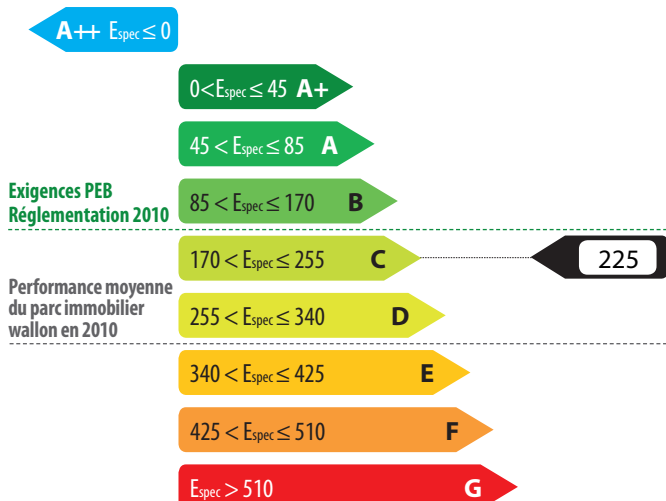 A++ Espec ≤ 0
0 < Espec ≤ 45 A+
45 < Espec ≤ 85 A
Exigences PEB
Réglementation 2010
85 < Espec ≤ 170 B
170 < Espec ≤ 255 C
225
Performance moyenne
du parc immobilier
wallon en 2010
255 < Espec ≤ 340 D
340 < Espec ≤ 425 E
425 < Espec ≤ 510 F
Espec > 510 G